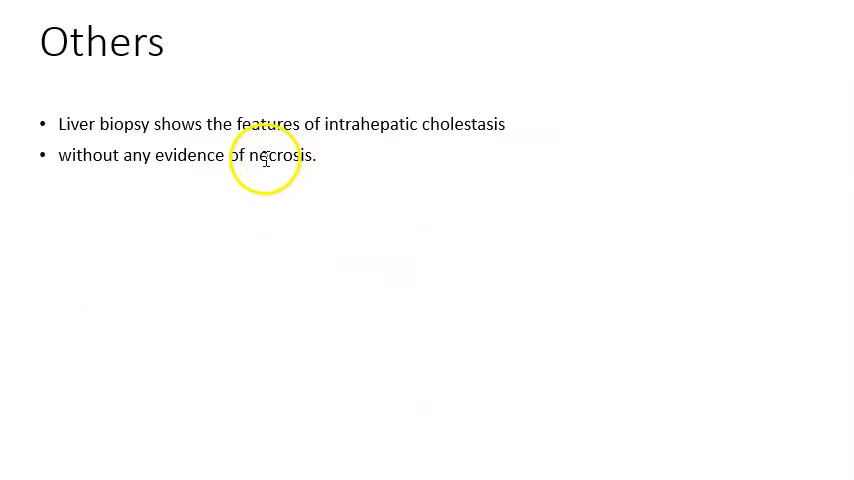 Others
• Liver biopsy shows the features of intrahepatic cholestasis
• without any evidence of necrosis.